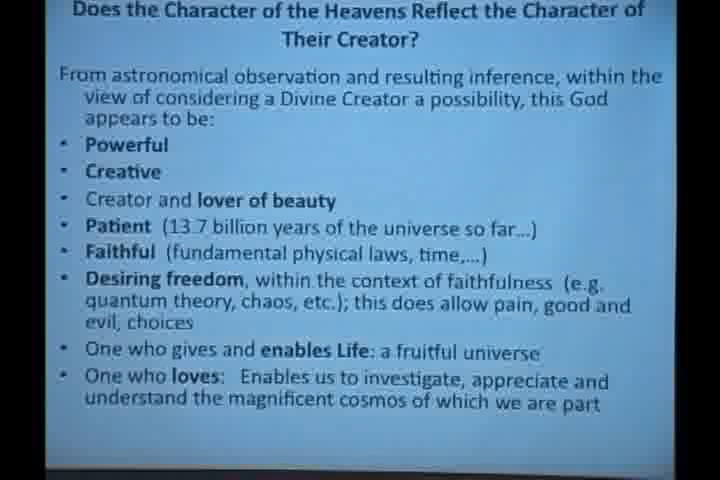 Does the Character of the Heavens Reflect the Character of
Their Creator?
From astronomical observation and resulting inference, within the
view of considering a Divine Creator a possibility, this God
appears to be:
• Powerful
• Creative
• Creator and lover of beauty
• Patient (13.7 billion years of the universe so far...)
• Faithful (fundamental physical laws, time,...)
• Desiring freedom, within the context of faithfulness (e.g.
quantum theory, chaos, etc.); this does allow pain, good and
evil, choices
• One who gives and enables Life: a fruitful universe
• One who loves: Enables us to investigate, appreciate and
understand the magnificent cosmos of which we are part